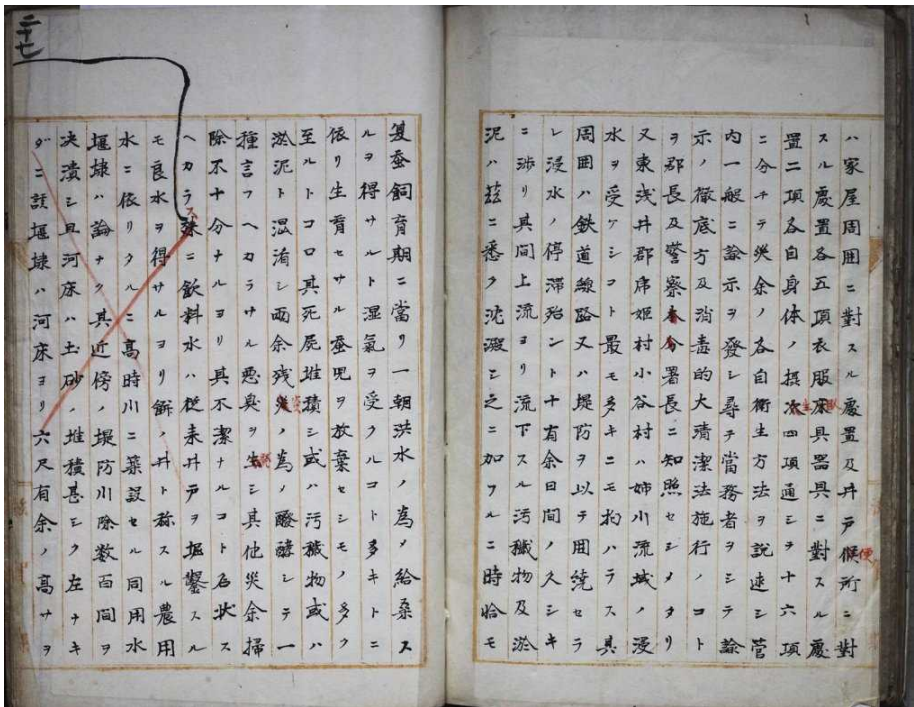 ハ家屋周囲ニ對スル處置及井戸候所ニ對
便
スル處置各五項衣服床具器具ニ對スル處
置二項各自身体ノ摂次四項通シテ十六項
生
ニ分チテ災余ノ各自衛生方法ヲ説述シ管
内一般ニ諭示ヲ發シ尋テ當務者ヲシテ諭
示ノ徹底方及消毒的大清潔法施行ノコト
ヲ郡長及警察分署長ニ知照セシメタリ
又東浅井郡虎姫村小谷村ハ姉川流域ノ浸
水ヲ受ケシコト最モ多キニモ拘ハラス具
周囲ハ鉄道線路又ハ堤防ヲ以テ囲繞セラ
レ浸水ノ停滞殆ント十有余日間ノ久シキ
ニ渉リ其間上流ヨリ流下スル汚穢物及淤
泥ハ茲ニ悉ク沈澱シ之ニ加フルニ時恰モ
夏蚕飼育期ニ當リ一朝洪水ノ為メ給桑ス
ルヲ得サルト湿氣ヲ受クルコト多キトニ
依リ生育セサル蚕児ヲ放棄セシモノ多ク
至ルトコロ其死屍堆積シ或ハ汚穢物或ハ
淤泥ト混淆シ雨余残ノ為メ醗酵シテ一
種言フヘカラサル悪臭ヲ生シ其他災余掃
除不十分ナルヨリ具不潔ナルコト名状ス
ヘカラス殊ニ飲料水ハ従来井戸ヲ堀鑿スル
モ良水ヲ得サルヨリ餅ノ井ト称スル農用
水ニ依リタルニ高時川ニ築設セル同用水
堰埭ハ論ナク其近傍ノ堤防川除数百間ヲ
决潰シ且河床ハ土砂ノ堆積甚シク左ナキ
ダニ該堰埭ハ河床ヨリ六尺有余ノ高サヲ
二十七